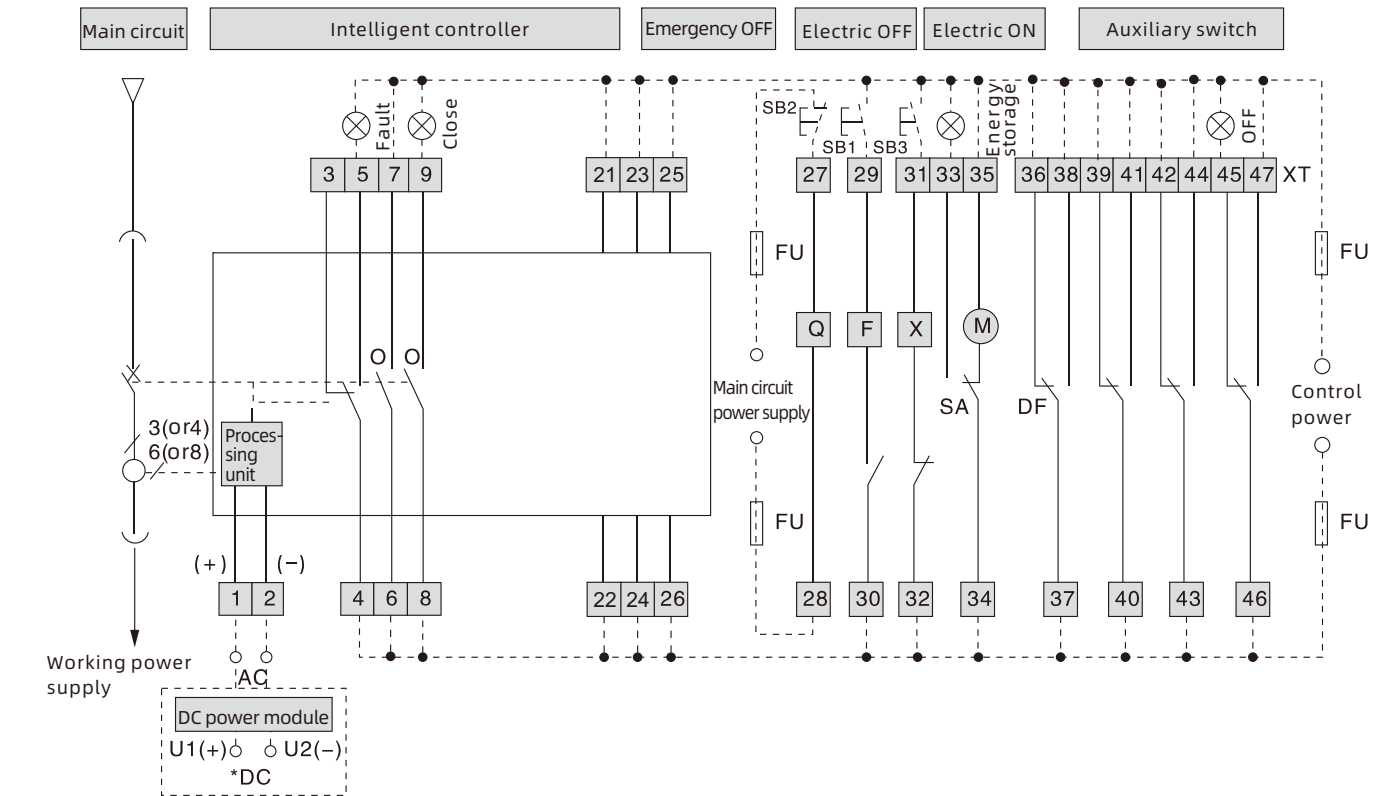 Main circuit
Intelligent controller
Emergency OFF
Electric OFF
Electric ON
Auxiliary switch
Fault
Close
SB2
SB1
SB3
Energy
storage
OFF
3 5 7 9
21 23 25
27
29
31 33 35
36 38 39 41 42 44 45 47
XT
FU
FU
Q
F
X
M
O
O
Main circuit
power supply
SA
DF
Control
power
3(or4)
6(or8)
Proces-
sing
unit
FU
FU
(+)
(−)
1 2
4 6 8
22 24 26
28
30
32
34
37
40
43
46
Working power
supply
AC
DC power module
U1(+)
U2(−)
*DC